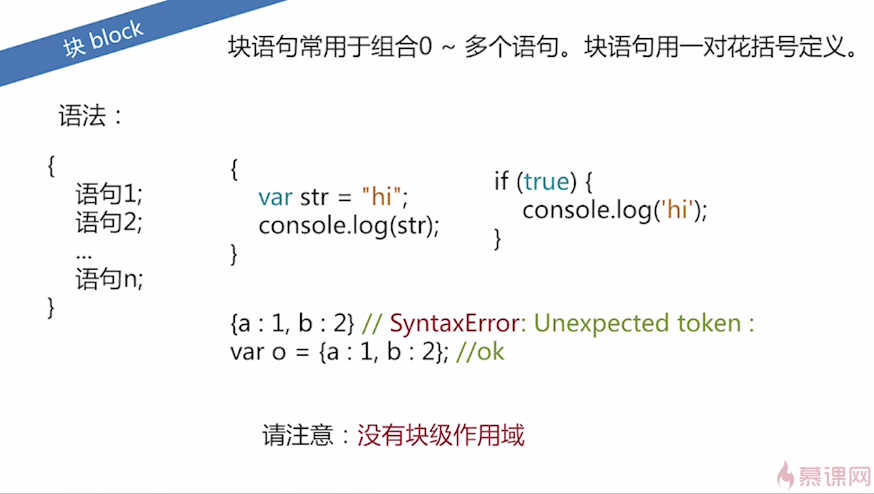 块 block
块语句常用于组合0 ~ 多个语句。块语句用一对花括号定义。
语法：
{
语句1;
语句2;
...
语句n;
}
{
var str = "hi";
console.log(str);
}
if (true) {
console.log('hi');
}
{a : 1, b : 2} // SyntaxError: Unexpected token :
var o = {a : 1, b : 2}; //ok
请注意：没有块级作用域
慕课网